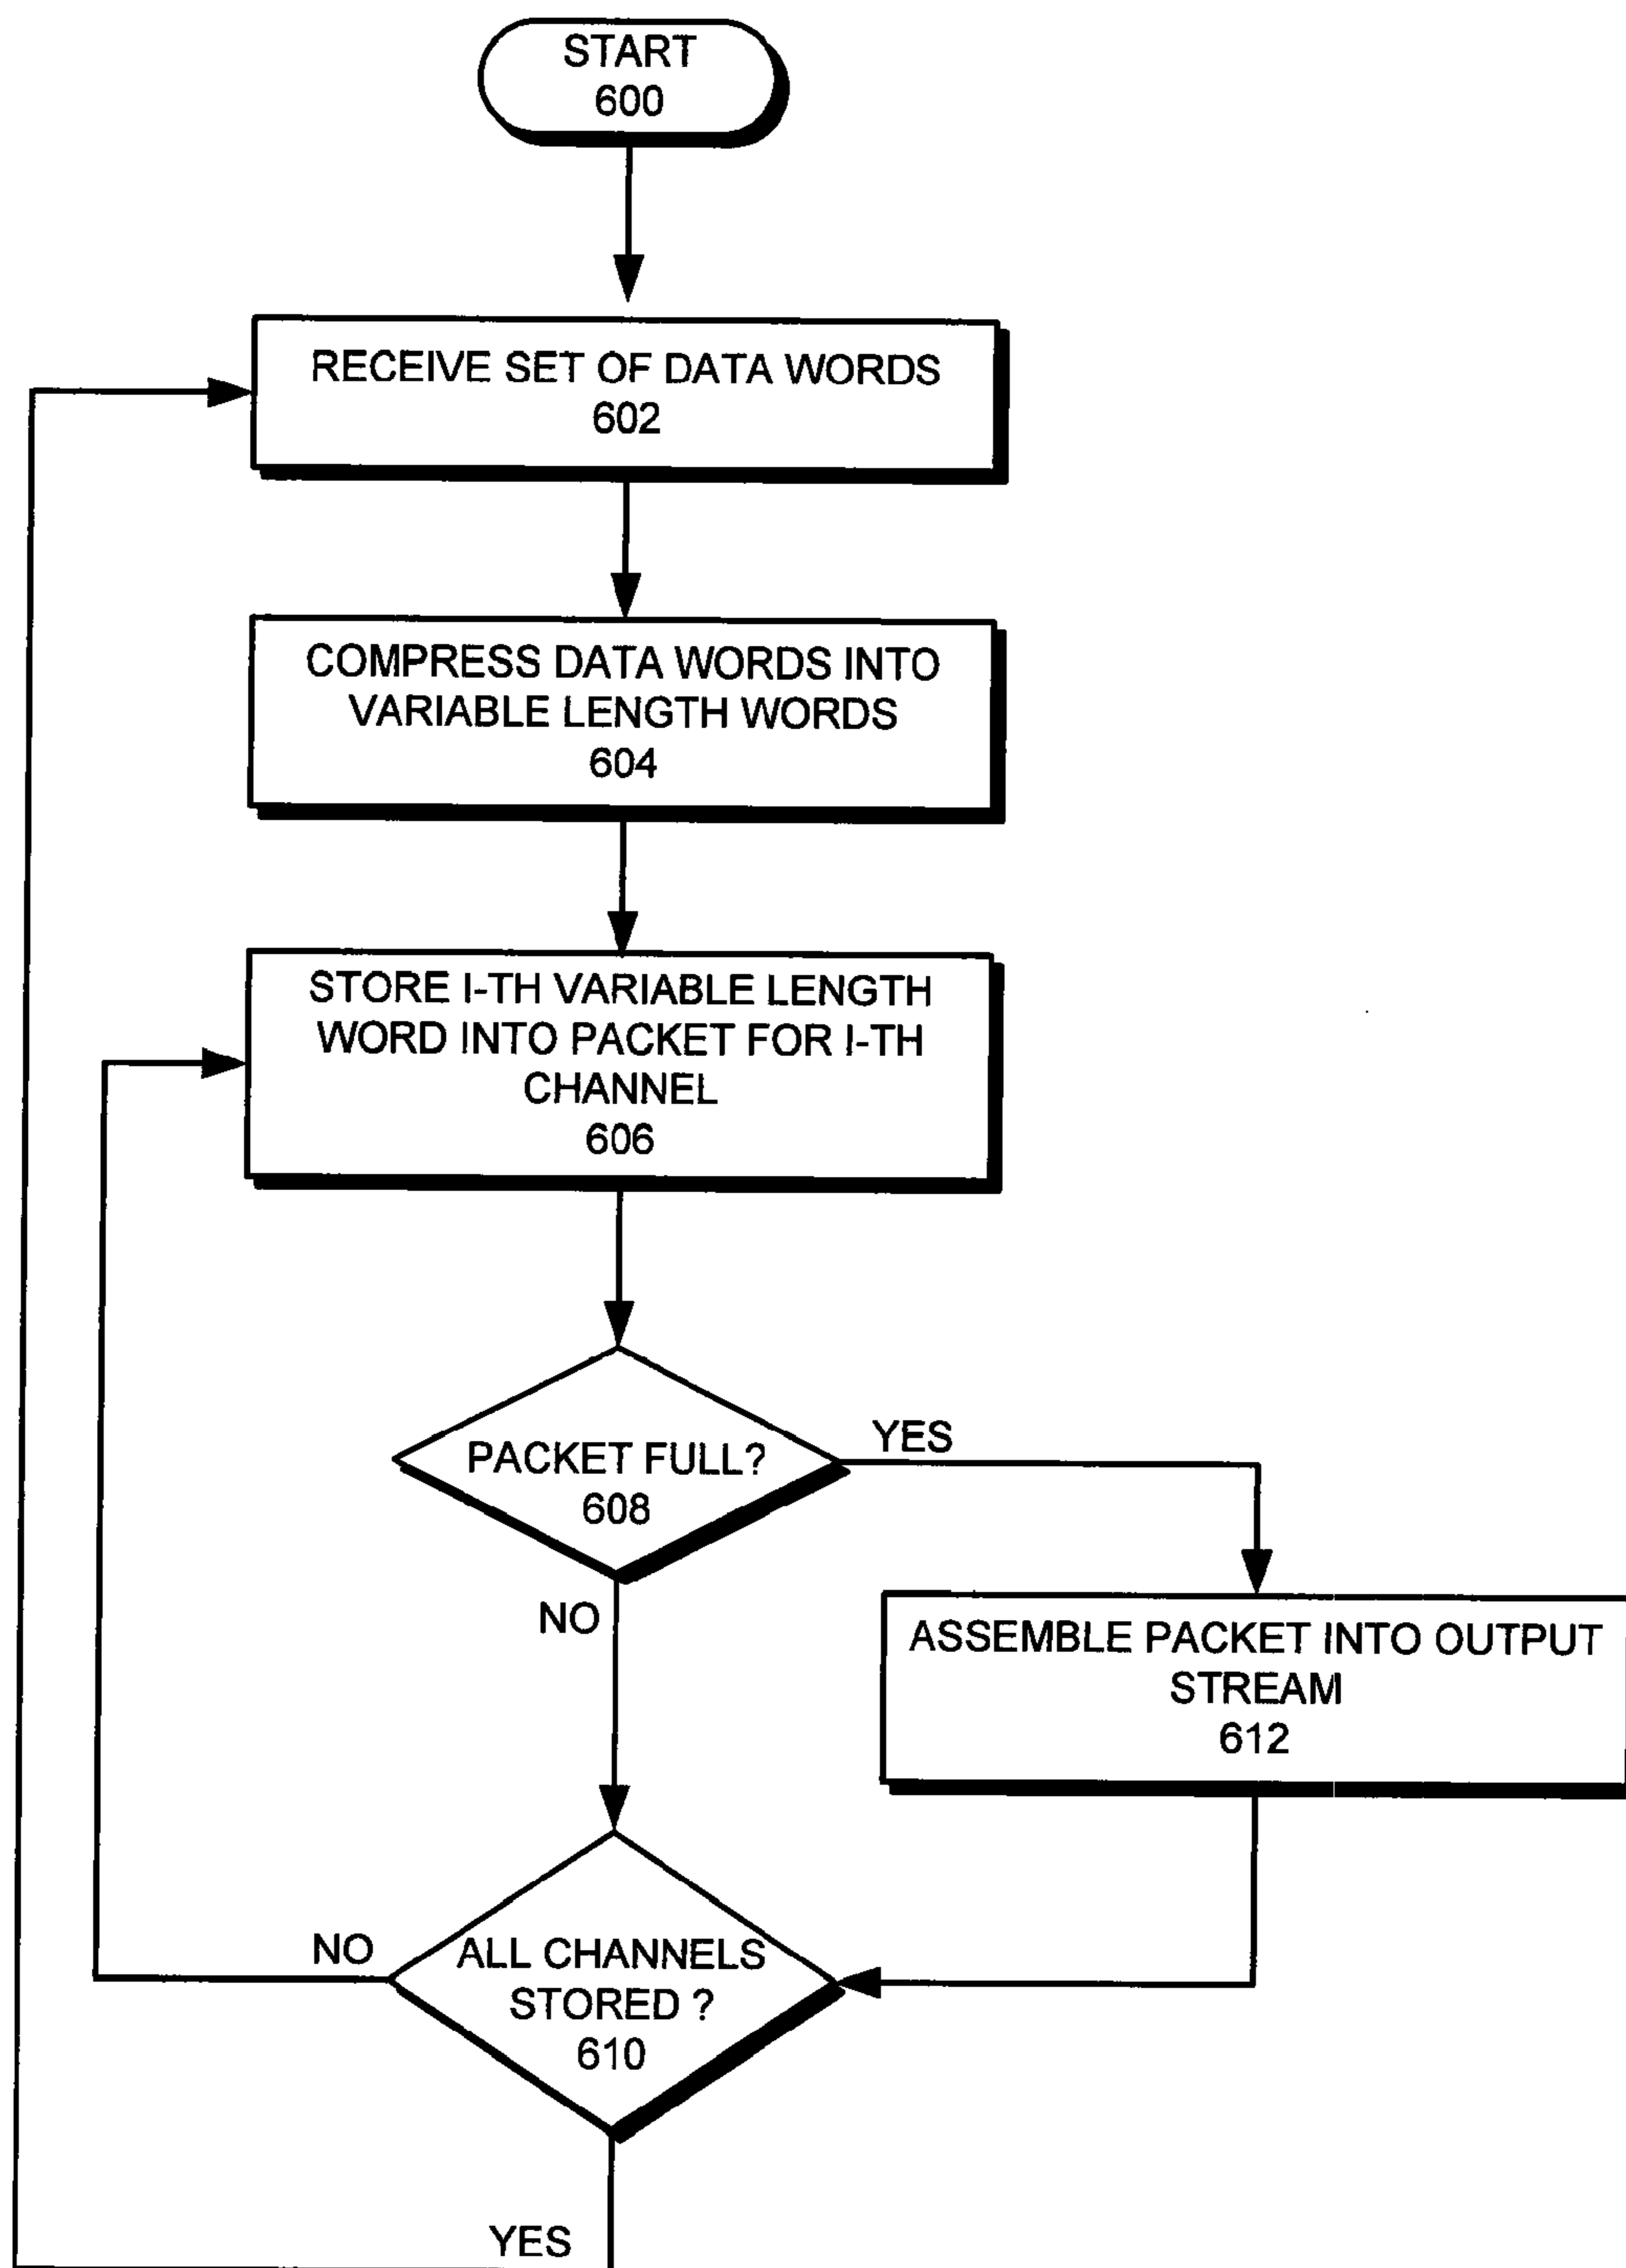 START
600
RECEIVE SET OF DATA WORDS
602
COMPRESS DATA WORDS INTO
VARIABLE LENGTH WORDS
604
STORE I-TH VARIABLE LENGTH
WORD INTO PACKET FOR I-TH
CHANNEL
606
PACKET FULL?
608
YES
NO
ASSEMBLE PACKET INTO OUTPUT
STREAM
612
NO
ALL CHANNELS
STORED ?
610
YES